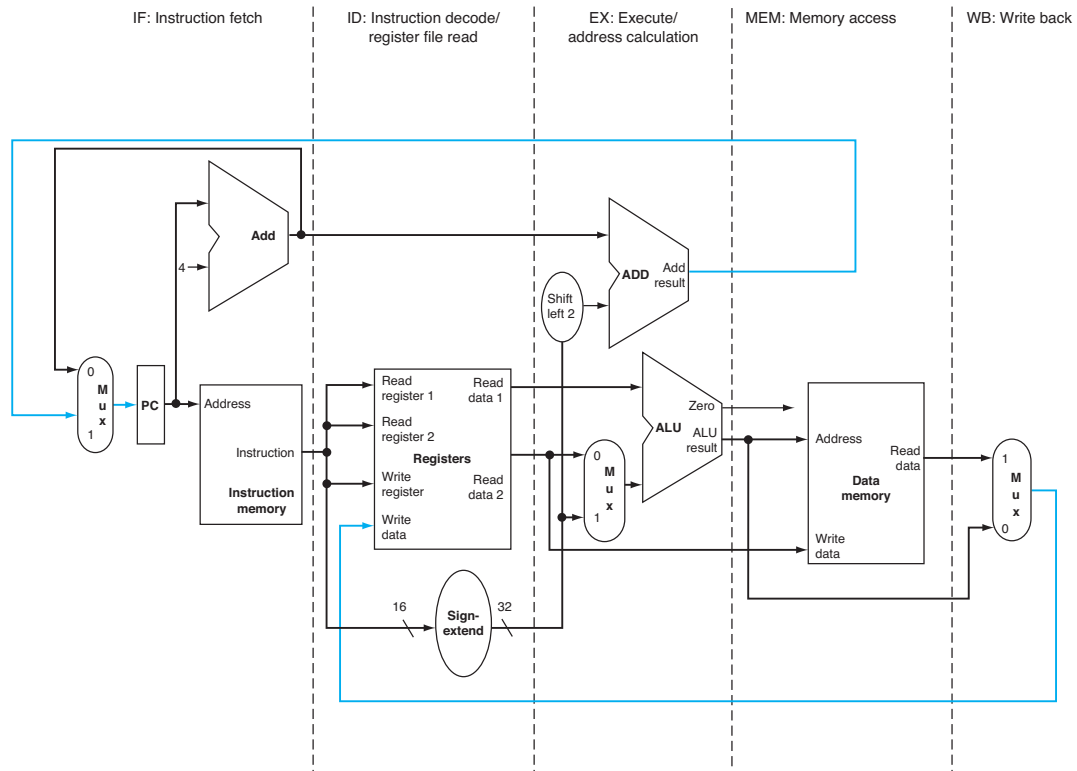 IF: Instruction fetch
ID: Instruction decode/
register file read
EX: Execute/
address calculation
MEM: Memory access
WB: Write back
Add
4
ADD
Add
result
Shift
left 2
0
M
u
x
1
PC
Address
Instruction
Instruction
memory
Read
register 1
Read
register 2
Registers
Write
register
Write
data
Read
data 1
Read
data 2
16
Sign-
extend
32
0
M
u
x
1
Zero
ALU
ALU
result
Address
Read
data
Data
memory
Write
data
1
M
u
x
0